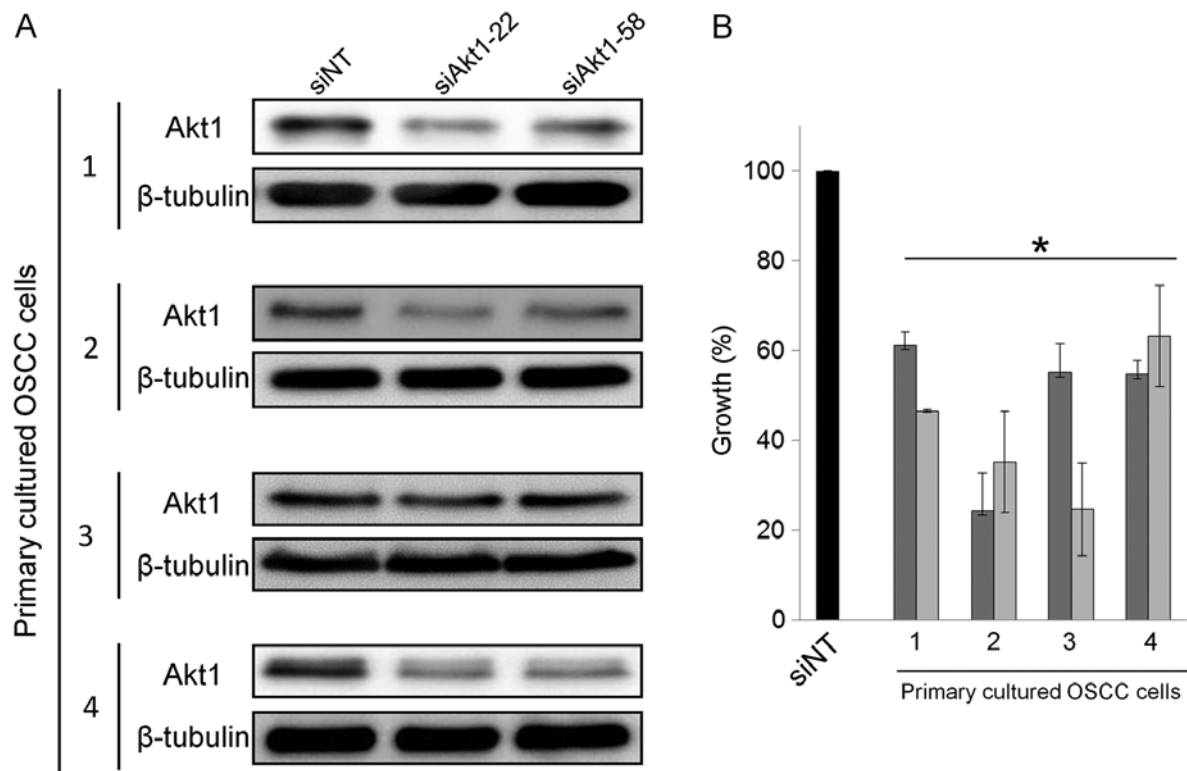 A
B
siNT
siAkt1-22
siAkt1-58
Primary cultured OSCC cells
1
Akt1
β-tubulin
2
Akt1
β-tubulin
3
Akt1
β-tubulin
4
Akt1
β-tubulin
Growth (%)
100
80
60
40
20
0
*
siNT
1 2 3 4
Primary cultured OSCC cells